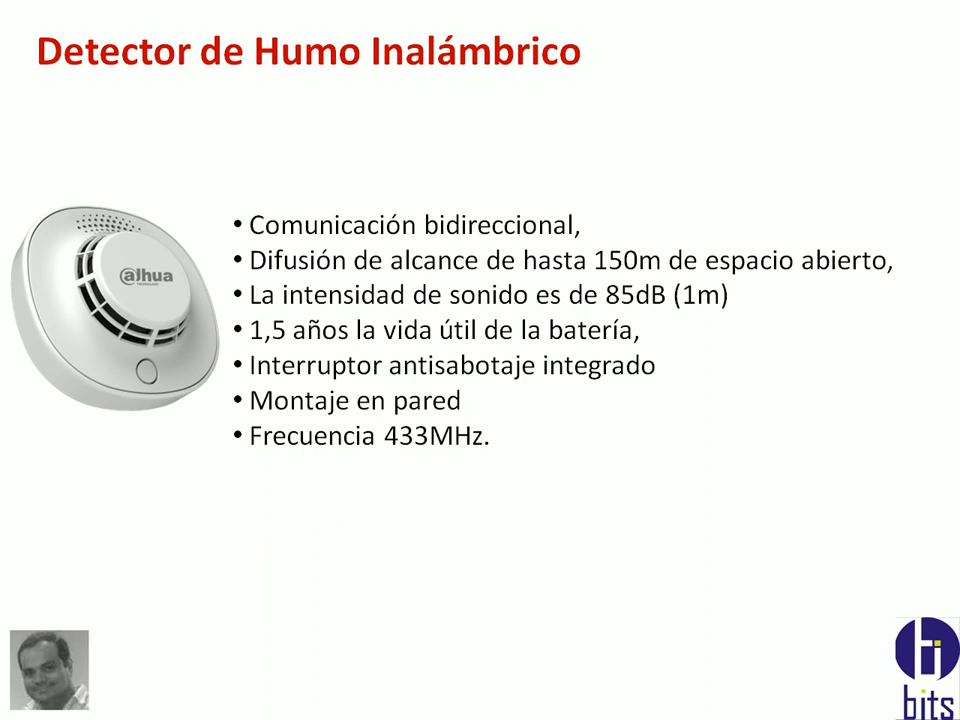 Detector de Humo Inalámbrico
• Comunicación bidireccional,
• Difusión de alcance de hasta 150m de espacio abierto,
• La intensidad de sonido es de 85dB (1m)
• 1,5 años la vida útil de la batería,
• Interruptor antisabotaje integrado
• Montaje en pared
• Frecuencia 433MHz.
alhua
TECHNOLOGY
bits